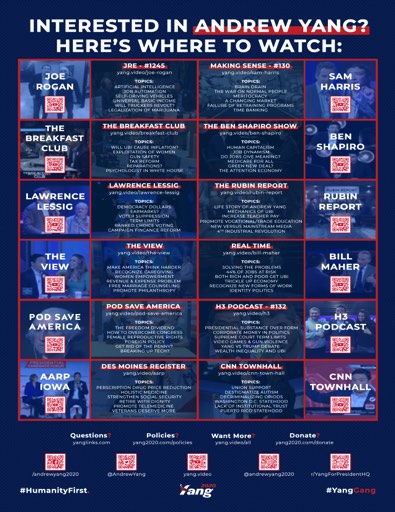 INTERESTED IN ANDREW YANG?
HERE'S WHERE TO WATCH:
JOE
ROGAN
JRE - #1245
yang.video/joe-rogan
TOPICS:
ARTIFICIAL INTELLIGENCE
JOB AUTOMATION
SELF-DRIVING VEHICLES
UNIVERSAL BASIC INCOME
WILL TRUCKERS REVOLT?
LEGALIZATION OF MARIJUANA
MAKING SENSE - #130
yang.video/sam-harris
TOPICS:
BRAIN DRAIN
THE WAR ON NORMAL PEOPLE
MERITOCRACY
A CHANGING MARKET
FAILURE OF RETRAINING PROGRAMS
TIME BANKING
SAM
HARRIS
THE
BREAKFAST
CLUB
THE BREAKFAST CLUB
yang.video/breakfast-club
TOPICS:
WILL UBI CAUSE INFLATION?
EXPLOITATION OF WOMEN
GUN SAFETY
TAX REFORM
REPARATIONS?
PSYCHOLOGIST IN WHITE HOUSE
THE BEN SHAPIRO SHOW
yang.video/ben-shapiro
TOPICS:
HUMAN CAPITALISM
JOB DYNAMISM
DO JOBS GIVE MEANING?
MEDICARE FOR ALL
GREEN NEW DEAL?
THE ATTENTION ECONOMY
BEN
SHAPIRO
LAWRENCE
LESSIG
LAWRENCE LESSIG
yang.video/lawrence-lessig
TOPICS:
DEMOCRACY DOLLARS
EARMARKS
VOTER SUPPRESSION
TERM LIMITS
RANKED CHOICE VOTING
CAMPAIGN FINANCE REFORM
THE RUBIN REPORT
yang.video/rubin-report
TOPICS:
LIFE STORY OF ANDREW YANG
MECHANICS OF UBI
INCREASE TEACHER PAY
PROMOTE VOCATIONAL/TRADE EDUCATION
NEW VERSUS MAINSTREAM MEDIA
4TH INDUSTRIAL REVOLUTION
RUBIN
REPORT
THE
VIEW
THE VIEW
yang.video/the-view
TOPICS:
MAKE AMERICA THINK HARDER
RECOGNIZE CAREGIVING
WOMEN EMPOWERMENT
REVENUE & EXPENSE PROBLEM
FREE MARRIAGE COUNSELING
PROMOTE PHILANTHROPY
REAL TIME
yang.video/bill-maher
TOPICS:
SOLVING THE PROBLEMS
44% OF JOBS AT RISK
BOTH RICH AND POOR GET UBI
TRICKLE UP ECONOMY
RECOGNIZE NEW FORMS OF WORK
IDENTITY POLITICS
BILL
MAHER
POD SAVE
AMERICA
POD SAVE AMERICA
yang.video/pod-save-america
TOPICS:
THE FREEDOM DIVIDEND
HOW TO OVERCOME CONGRESS
FEMALE REPRODUCTIVE RIGHTS
FOREIGN POLICY
GET RID OF THE PENNY
BREAKING UP TECH?
H3 PODCAST - #132
yang.video/h3
TOPICS:
PRESIDENTIAL SUBSTANCE OVER FORM
CORPORATE MONEY IN POLITICS
SUPREME COURT TERM LIMITS
VIDEO GAMES & GUN VIOLENCE
YANG VS TRUMP DEBATE
WEALTH INEQUALITY AND UBI
H3
PODCAST
AARP
IOWA
DES MOINES REGISTER
yang.video/aarp
TOPICS:
PERSCRIPTION DRUG PRICE REDUCTION
HOLISTIC MEDICINE
STRENGTHEN SOCIAL SECURITY
RETIRE WITH DIGNITY
PROMOTE TELEMEDICINE
VETERANS DESERVE MORE
CNN TOWNHALL
yang.video/cnn-town-hall
TOPICS:
UNION SUPPORT
DESTIGMATIZE AUTISM
DECRIMINALIZING OPIOIDS
WASHINGTON D.C. STATEHOOD
LACK OF INSTITUTIONAL TRUST
PUERTO RICO STATEHOOD
CNN
TOWNHALL
Questions?
yanglinks.com
Policies?
yang2020.com/policies
Want More?
yang.video
Donate?
yang2020.com/donate
/andrewyang2020
@AndrewYang
yang.video
@andrewyang2020
r/YangForPresidentHQ
#HumanityFirst
Yang
2020
#YangGang